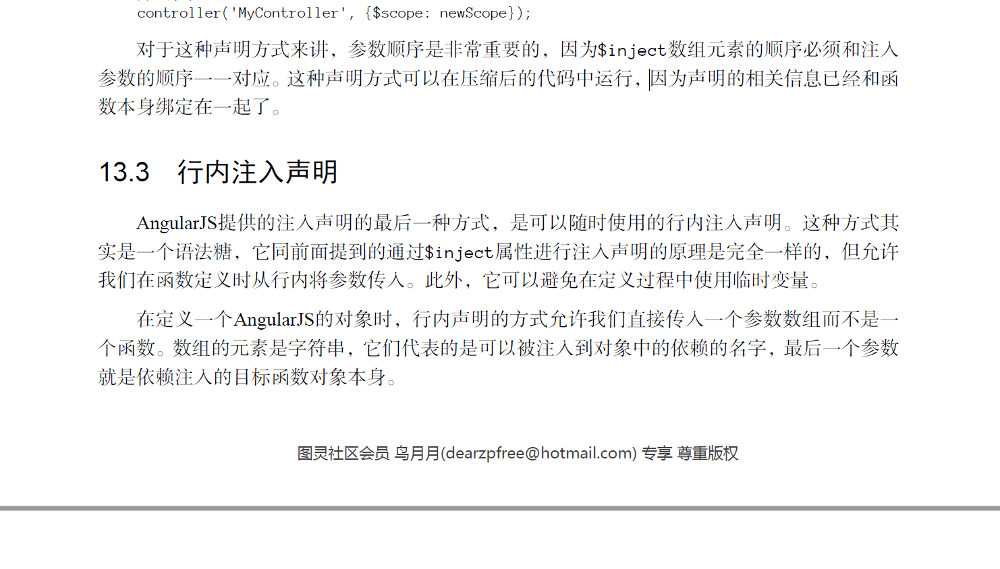 controller('MyController', {$scope: newScope});
对于这种声明方式来讲，参数顺序是非常重要的，因为$inject数组元素的顺序必须和注入
参数的顺序一一对应。这种声明方式可以在压缩后的代码中运行，因为声明的相关信息已经和函
数本身绑定在一起了。
13.3 行内注入声明
AngularJS提供的注入声明的最后一种方式，是可以随时使用的行内注入声明。这种方式其
实是一个语法糖，它同前面提到的通过$inject属性进行注入声明的原理是完全一样的，但允许
我们在函数定义时从行内将参数传入。此外，它可以避免在定义过程中使用临时变量。
在定义一个AngularJS的对象时，行内声明的方式允许我们直接传入一个参数数组而不是一
个函数。数组的元素是字符串，它们代表的是可以被注入到对象中的依赖的名字，最后一个参数
就是依赖注入的目标函数对象本身。
图灵社区会员 鸟月月(dearzpfree@hotmail.com) 专享 尊重版权